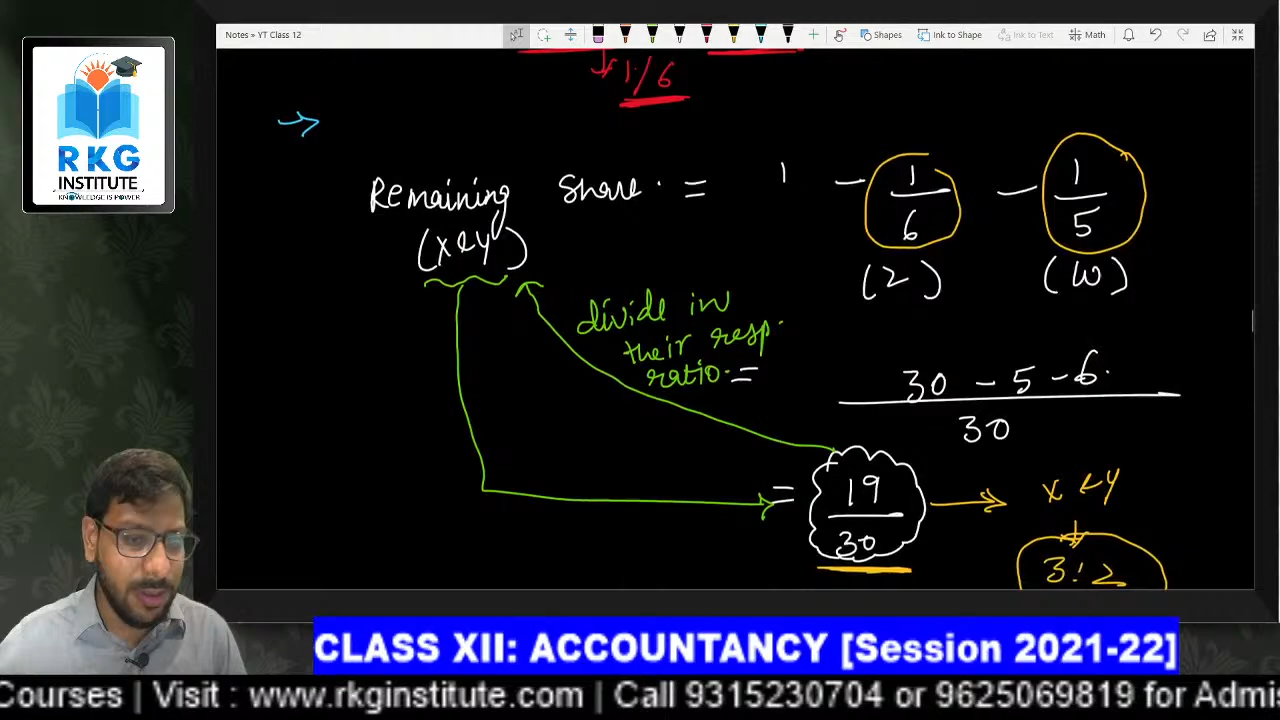 Notes » YT Class 12
Shapes
Ink to Shape
Ink to Text
Math
RKG
INSTITUTE
KNOWLEDGE IS POWER
1/6
Remaining Share = 1 - 1/6 - 1/5
(X & Y) (Z) (W)
divide in
their resp.
ratio.
= 30 - 5 - 6
30
= 19/30
X & Y
3:2
CLASS XII: ACCOUNTANCY [Session 2021-22]
Courses | Visit : www.rkginstitute.com | Call 9315230704 or 9625069819 for Admis